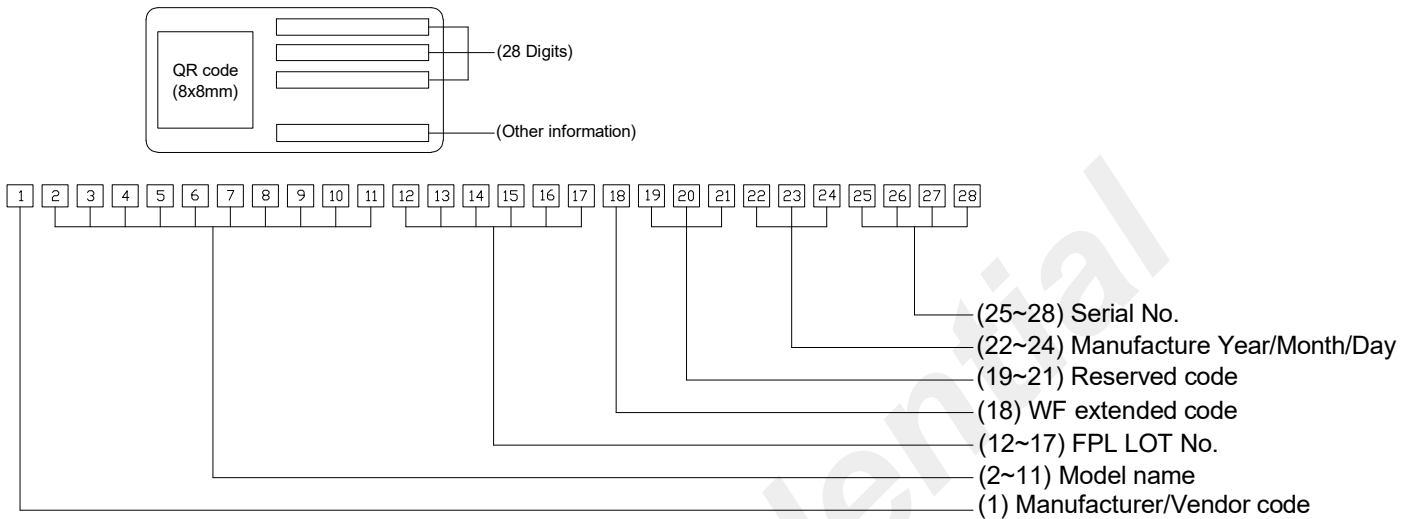 QR code
(8x8mm)
(28 Digits)
(Other information)
1 2 3 4 5 6 7 8 9 10 11 12 13 14 15 16 17 18 19 20 21 22 23 24 25 26 27 28
(25~28) Serial No.
(22~24) Manufacture Year/Month/Day
(19~21) Reserved code
(18) WF extended code
(12~17) FPL LOT No.
(2~11) Model name
(1) Manufacturer/Vendor code